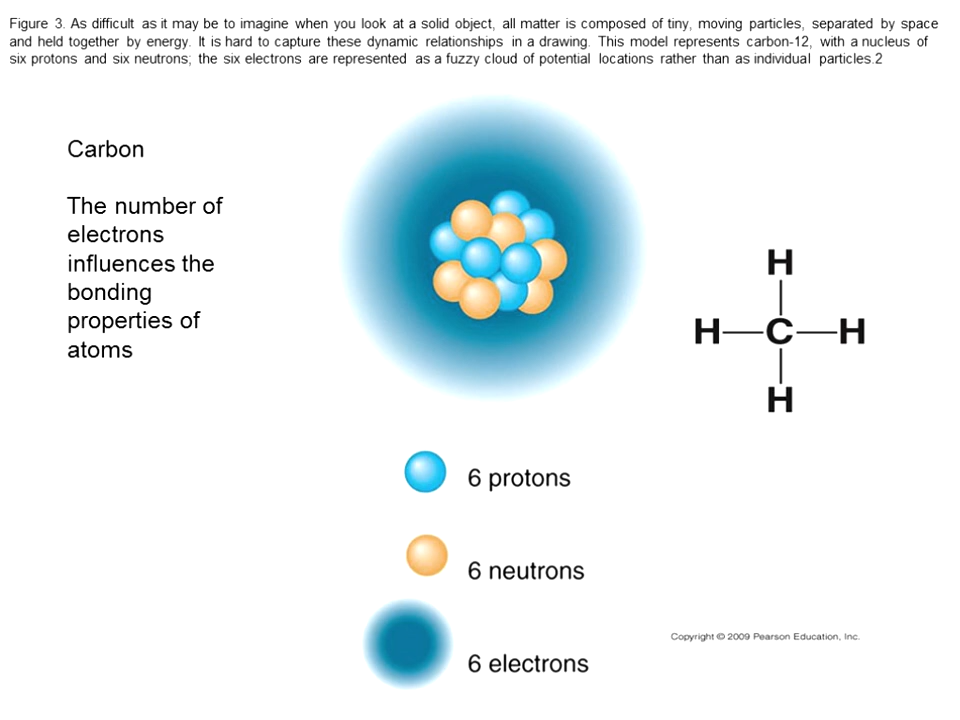 Figure 3. As difficult as it may be to imagine when you look at a solid object, all matter is composed of tiny, moving particles, separated by space
and held together by energy. It is hard to capture these dynamic relationships in a drawing. This model represents carbon-12, with a nucleus of
six protons and six neutrons; the six electrons are represented as a fuzzy cloud of potential locations rather than as individual particles.2
Carbon
The number of
electrons
influences the
bonding
properties of
atoms
H
H—C—H
H
6 protons
6 neutrons
6 electrons
Copyright © 2009 Pearson Education, Inc.